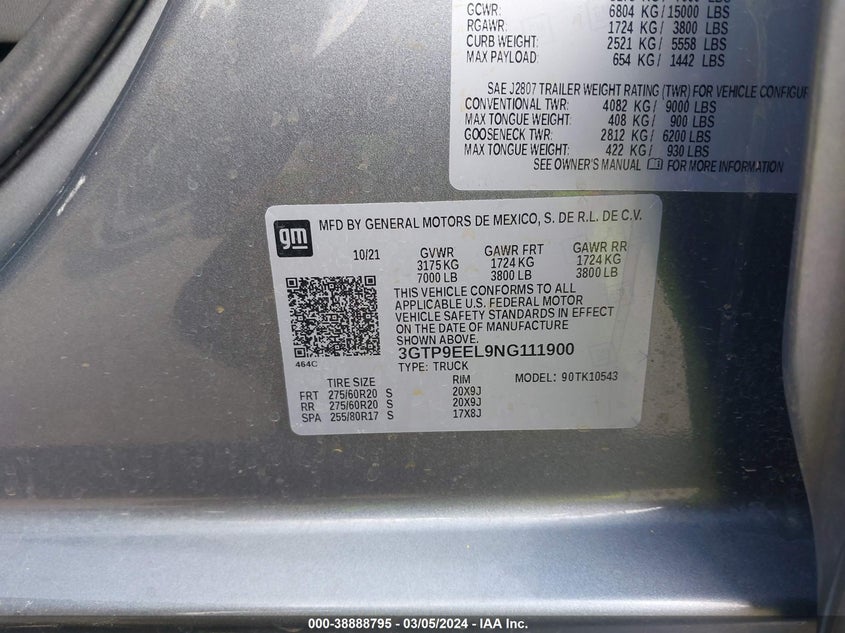 GCWR: 6804 KG/ 15000 LBS
RGAWR: 1724 KG/ 3800 LBS
CURB WEIGHT: 2521 KG/ 5558 LBS
MAX PAYLOAD: 654 KG/ 1442 LBS
SAE J2807 TRAILER WEIGHT RATING (TWR) FOR VEHICLE CONFIGUR
CONVENTIONAL TWR: 4082 KG/ 9000 LBS
MAX TONGUE WEIGHT: 408 KG/ 900 LBS
GOOSENECK TWR: 2812 KG/ 6200 LBS
MAX TONGUE WEIGHT: 422 KG/ 930 LBS
SEE OWNER'S MANUAL FOR MORE INFORMATION
gm MFD BY GENERAL MOTORS DE MEXICO, S. DE R.L. DE C.V.
10/21 GVWR GAWR FRT GAWR RR
3175 KG 1724 KG 1724 KG
7000 LB 3800 LB 3800 LB
THIS VEHICLE CONFORMS TO ALL
APPLICABLE U.S. FEDERAL MOTOR
VEHICLE SAFETY STANDARDS IN EFFECT
ON THE DATE OF MANUFACTURE
SHOWN ABOVE.
464C 3GTP9EEL9NG111900
TYPE: TRUCK MODEL: 90TK10543
TIRE SIZE RIM
FRT 275/60R20 S 20X9J
RR 275/60R20 S 20X9J
SPA 255/80R17 S 17X8J
000-38888795 - 03/05/2024 - IAA Inc.